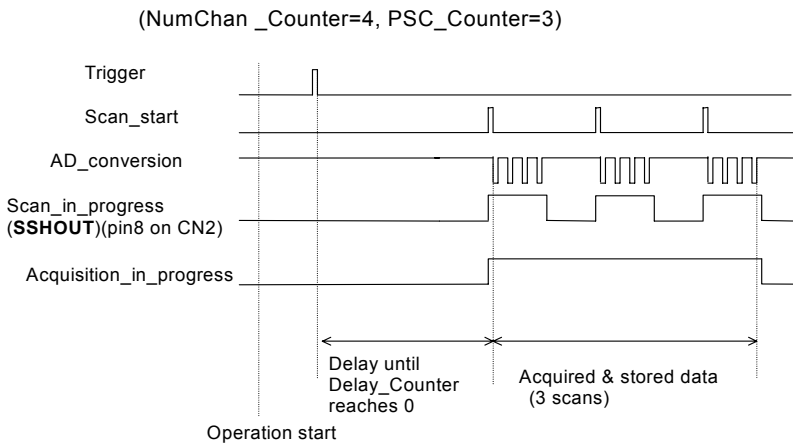 (NumChan _Counter=4, PSC_Counter=3)
Trigger
Scan_start
AD_conversion
Scan_in_progress
(SSHOUT)(pin8 on CN2)
Acquisition_in_progress
Delay until
Delay_Counter
reaches 0
Acquired & stored data
(3 scans)
Operation start